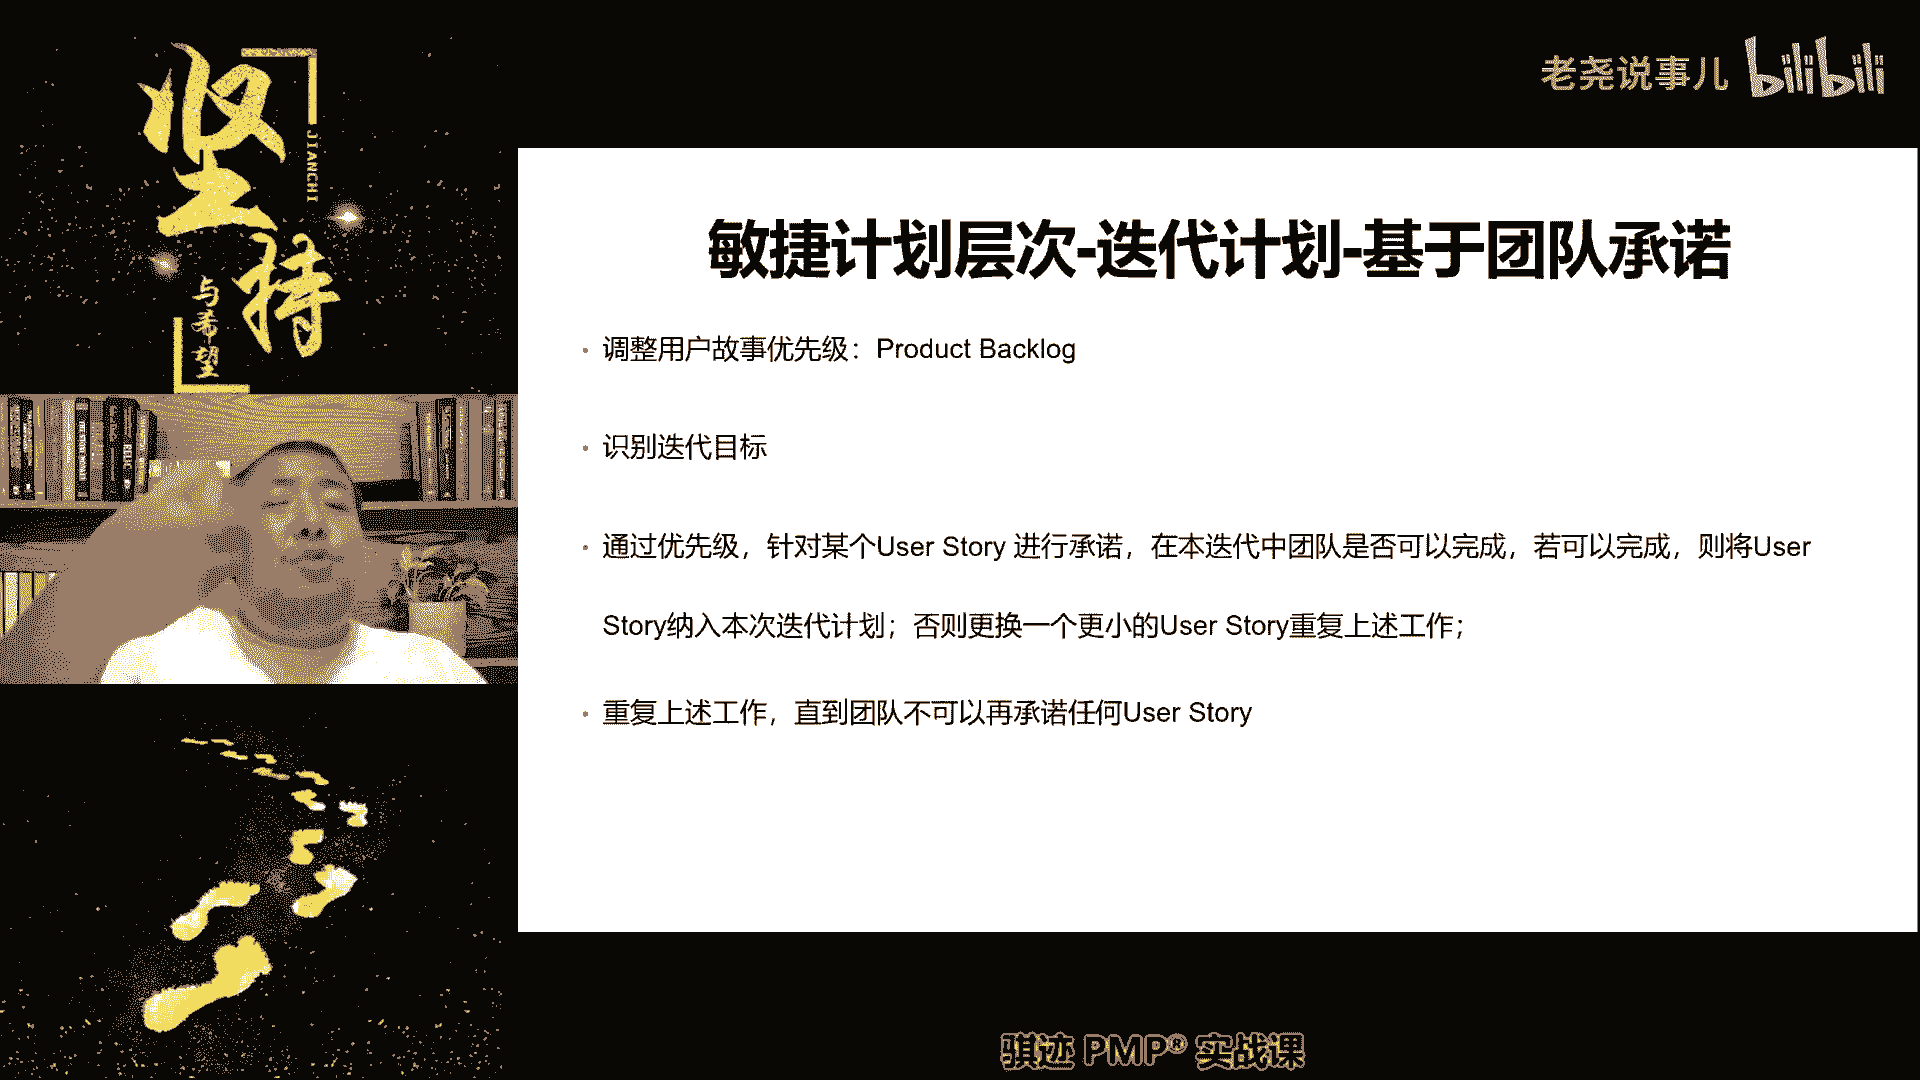 坚持
JIANCHI
与希望
老尧说事儿 bilibili
敏捷计划层次-迭代计划-基于团队承诺
· 调整用户故事优先级：Product Backlog
· 识别迭代目标
· 通过优先级，针对某个User Story 进行承诺，在本迭代中团队是否可以完成，若可以完成，则将User
Story纳入本次迭代计划；否则更换一个更小的User Story重复上述工作；
· 重复上述工作，直到团队不可以再承诺任何User Story
骐迹 PMP® 实战课